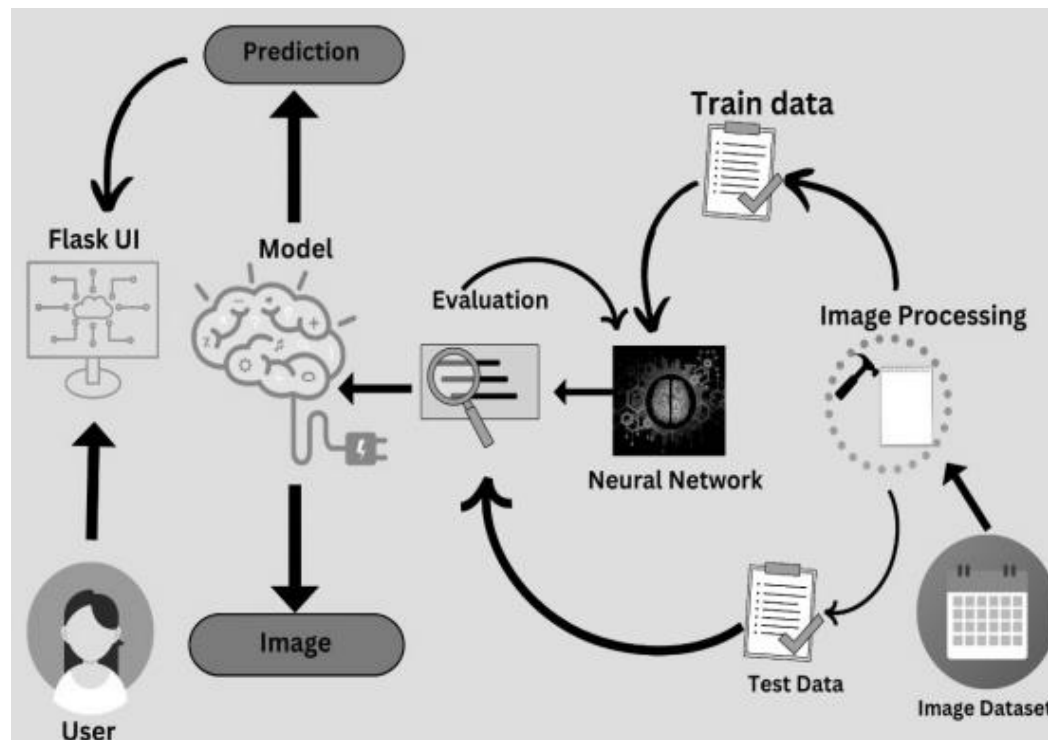 Prediction
Train data
Flask UI
Model
Evaluation
Image Processing
Neural Network
Image
Test Data
Image Dataset
User